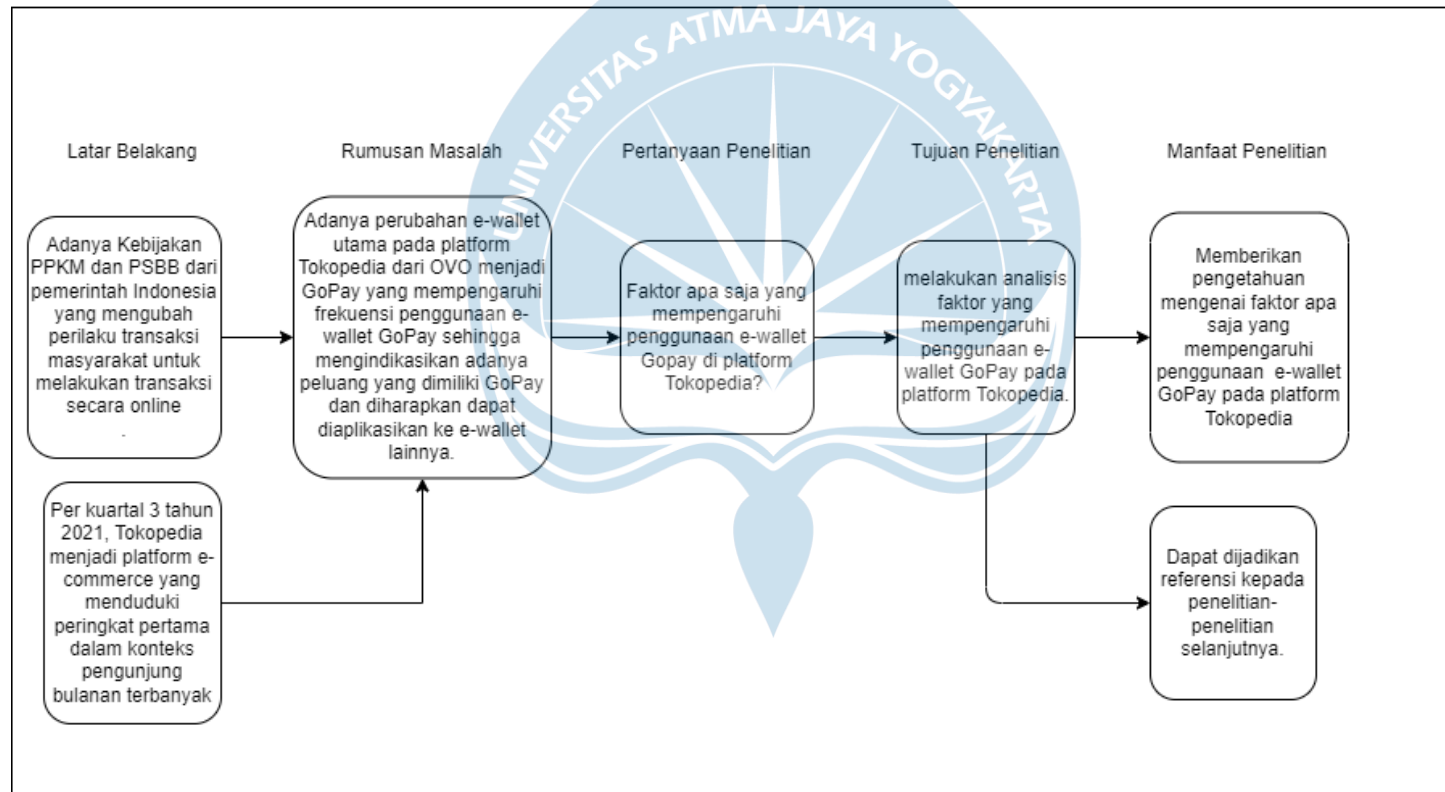 UNIVERSITAS ATMA JAYA YOGYAKARTA
Latar Belakang
Rumusan Masalah
Pertanyaan Penelitian
Tujuan Penelitian
Manfaat Penelitian
Adanya Kebijakan
PPKM dan PSBB dari
pemerintah Indonesia
yang mengubah
perilaku transaksi
masyarakat untuk
melakukan transaksi
secara online
.
Per kuartal 3 tahun
2021, Tokopedia
menjadi platform e-
commerce yang
menduduki
peringkat pertama
dalam konteks
pengunjung
bulanan terbanyak
Adanya perubahan e-wallet
utama pada platform
Tokopedia dari OVO menjadi
GoPay yang mempengaruhi
frekuensi penggunaan e-
wallet GoPay sehingga
mengindikasikan adanya
peluang yang dimiliki GoPay
dan diharapkan dapat
diaplikasikan ke e-wallet
lainnya.
Faktor apa saja yang
mempengaruhi
penggunaan e-wallet
Gopay di platform
Tokopedia?
melakukan analisis
faktor yang
mempengaruhi
penggunaan e-
wallet GoPay pada
platform Tokopedia.
Memberikan
pengetahuan
mengenai faktor apa
saja yang
mempengaruhi
penggunaan e-wallet
GoPay pada platform
Tokopedia
Dapat dijadikan
referensi kepada
penelitian-
penelitian
selanjutnya.